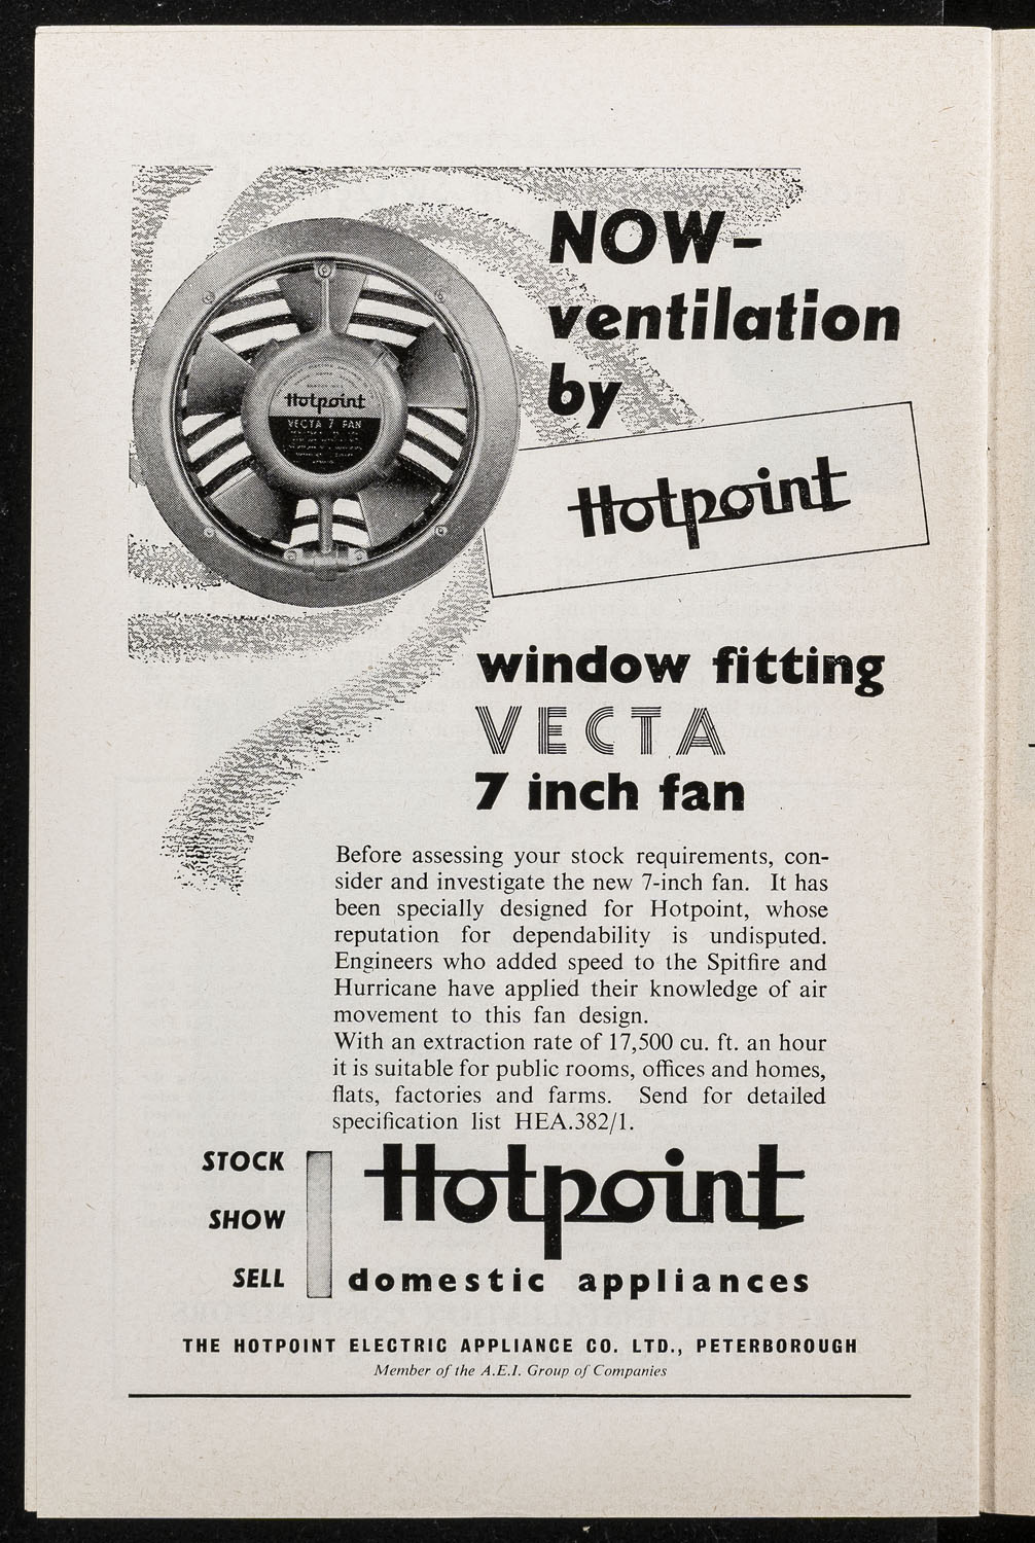 NOW-
ventilation
by
Hotpoint
Hotpoint
VECTA 7 FAN
window fitting
VECTA
7 inch fan
Before assessing your stock requirements, con-
sider and investigate the new 7-inch fan. It has
been specially designed for Hotpoint, whose
reputation for dependability is undisputed.
Engineers who added speed to the Spitfire and
Hurricane have applied their knowledge of air
movement to this fan design.
With an extraction rate of 17,500 cu. ft. an hour
it is suitable for public rooms, offices and homes,
flats, factories and farms. Send for detailed
specification list HEA.382/1.
STOCK
SHOW
SELL
Hotpoint
domestic appliances
THE HOTPOINT ELECTRIC APPLIANCE CO. LTD., PETERBOROUGH
Member of the A.E.I. Group of Companies